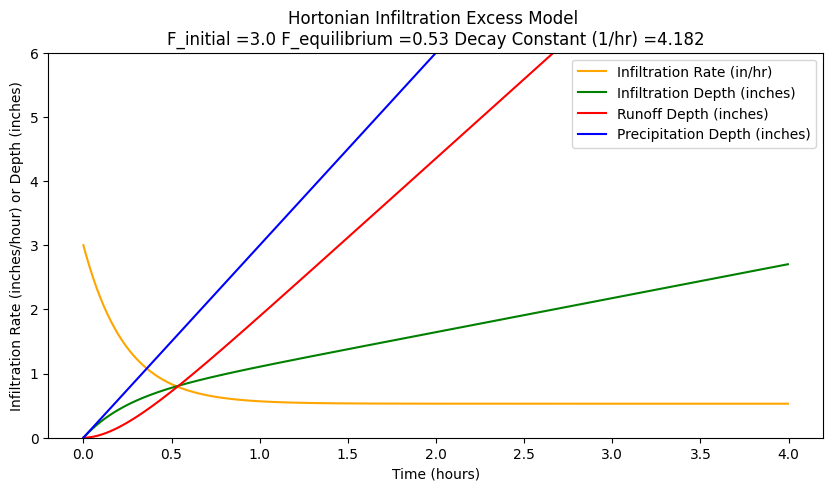 Hortonian Infiltration Excess Model
F_initial =3.0 F_equilibrium =0.53 Decay Constant (1/hr) =4.182
Infiltration Rate (inches/hour) or Depth (inches)
6
5
4
3
2
1
0
Infiltration Rate (in/hr)
Infiltration Depth (inches)
Runoff Depth (inches)
Precipitation Depth (inches)
0.0 0.5 1.0 1.5 2.0 2.5 3.0 3.5 4.0
Time (hours)